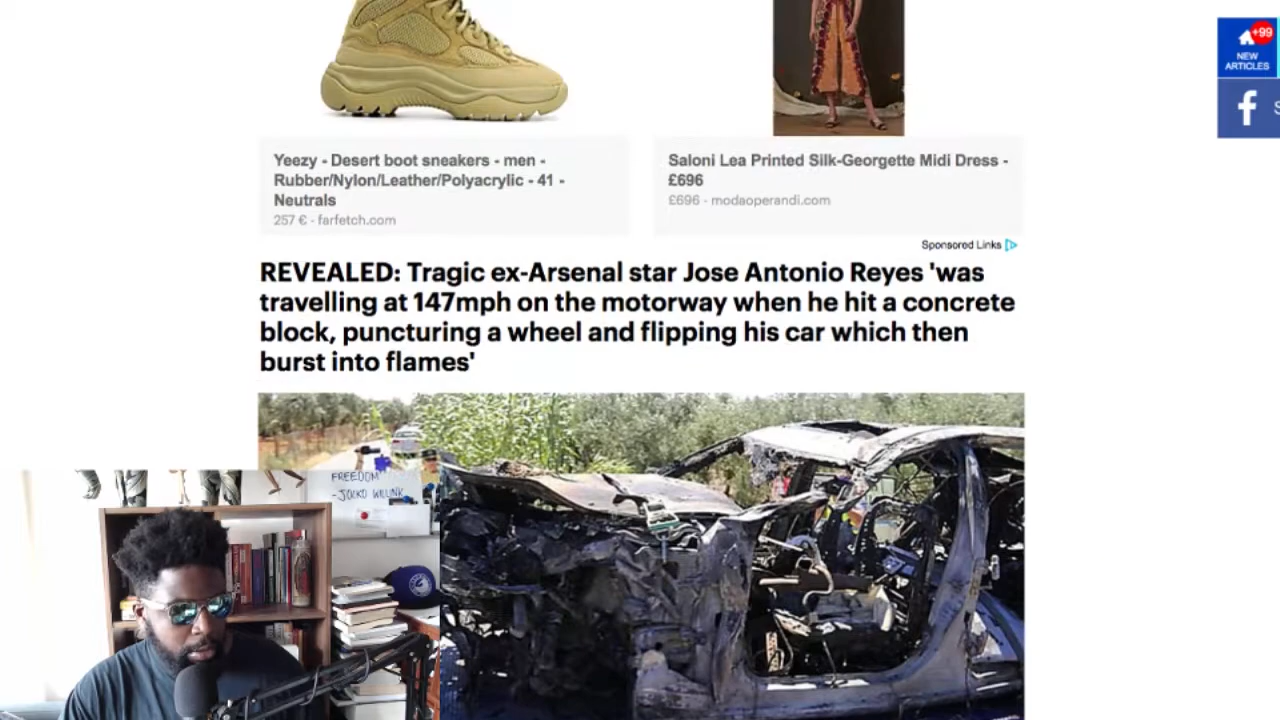 +99
NEW
ARTICLES
Yeezy - Desert boot sneakers - men -
Rubber/Nylon/Leather/Polyacrylic - 41 -
Neutrals
257 € - farfetch.com
Saloni Lea Printed Silk-Georgette Midi Dress -
£696
£696 - modaoperandi.com
Sponsored Links
REVEALED: Tragic ex-Arsenal star Jose Antonio Reyes 'was
travelling at 147mph on the motorway when he hit a concrete
block, puncturing a wheel and flipping his car which then
burst into flames'
FREEDOM"
-JOCKO WILLINK